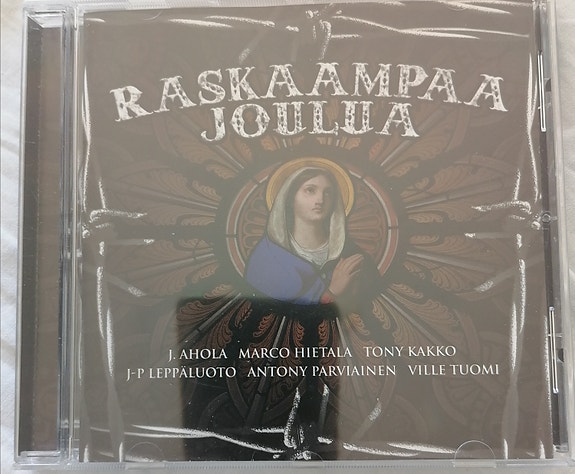 RASKAAMPAA
JOULUA
J. AHOLA MARCO HIETALA TONY KAKKO
J-P LEPPÄLUOTO ANTONY PARVIAINEN VILLE TUOMI